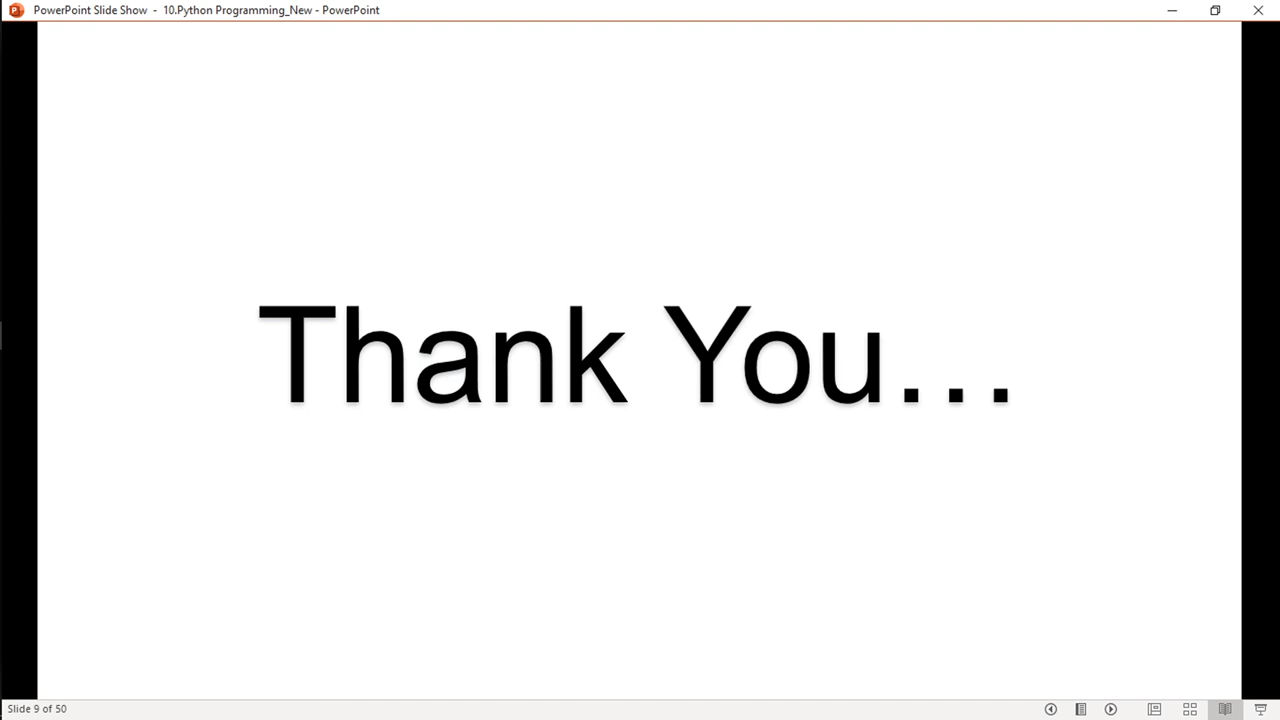 PowerPoint Slide Show - 10.Python Programming_New - PowerPoint
Thank You...
Slide 9 of 50